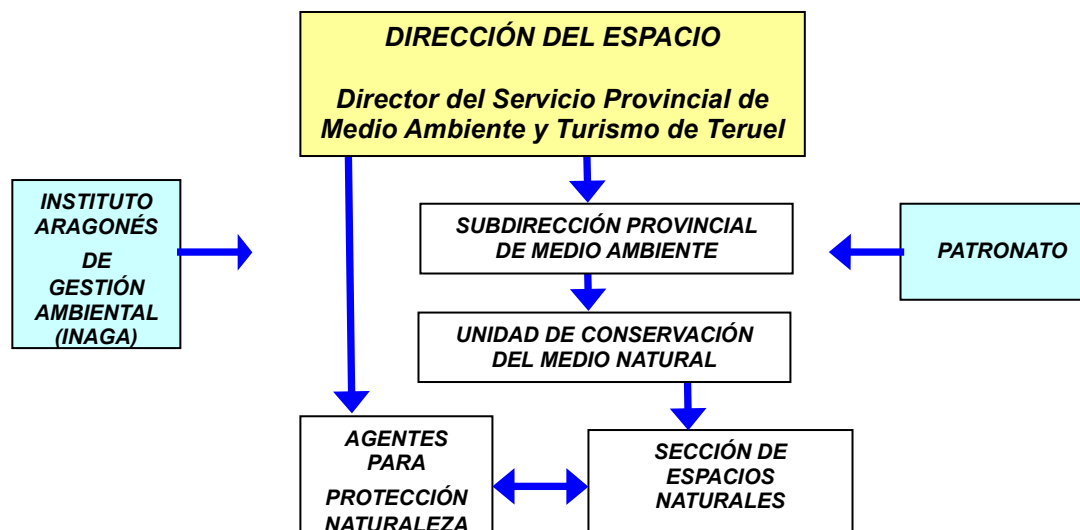 DIRECCIÓN DEL ESPACIO
Director del Servicio Provincial de
Medio Ambiente y Turismo de Teruel
INSTITUTO
ARAGONÉS
DE
GESTIÓN
AMBIENTAL
(INAGA)
SUBDIRECCIÓN PROVINCIAL
DE MEDIO AMBIENTE
PATRONATO
UNIDAD DE CONSERVACIÓN
DEL MEDIO NATURAL
AGENTES
PARA
PROTECCIÓN
NATURALEZA
SECCIÓN DE
ESPACIOS
NATURALES